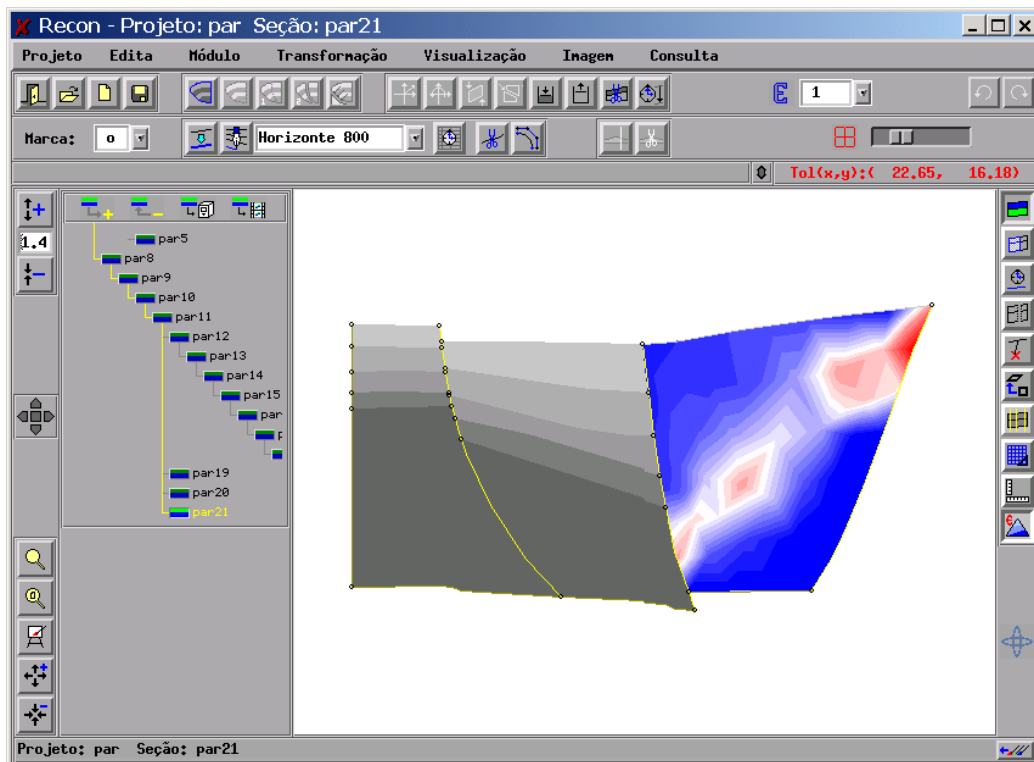 Recon - Projeto: par Seção: par21
Projeto Edita Módulo Transformação Visualização Imagem Consulta
E 1
Marca: o Horizonte 800
Tol(x,y):( 22.65, 16.18)
1.4
par5
par8
par9
par10
par11
par12
par13
par14
par15
par
p
par19
par20
par21
Projeto: par Seção: par21